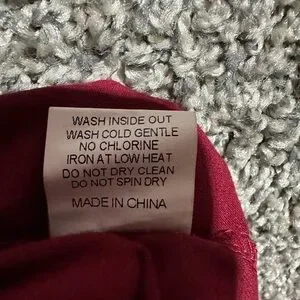 WASH INSIDE OUT
WASH COLD GENTLE
NO CHLORINE
IRON AT LOW HEAT
DO NOT DRY CLEAN
DO NOT SPIN DRY
MADE IN CHINA